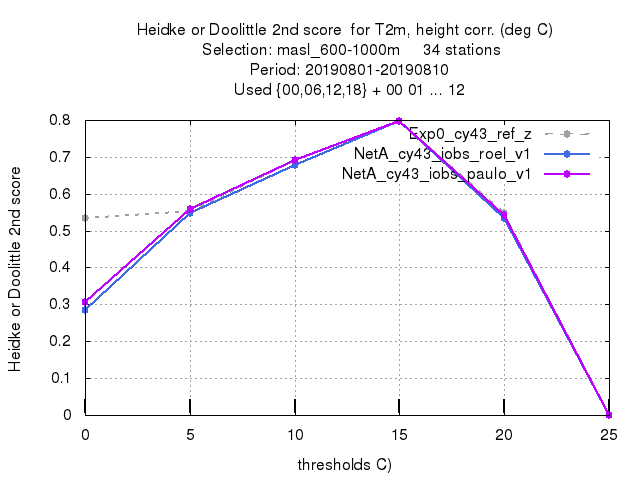 Heidke or Doolittle 2nd score  for T2m, height corr. (deg C)
Selection: masl_600-1000m     34 stations
Period: 20190801-20190810
Used {00,06,12,18} + 00 01 ... 12
Exp0_cy43_ref_z
NetA_cy43_iobs_roel_v1
NetA_cy43_iobs_paulo_v1
Heidke or Doolittle 2nd score
0.8
0.7
0.6
0.5
0.4
0.3
0.2
0.1
0
0 5 10 15 20 25
thresholds C)